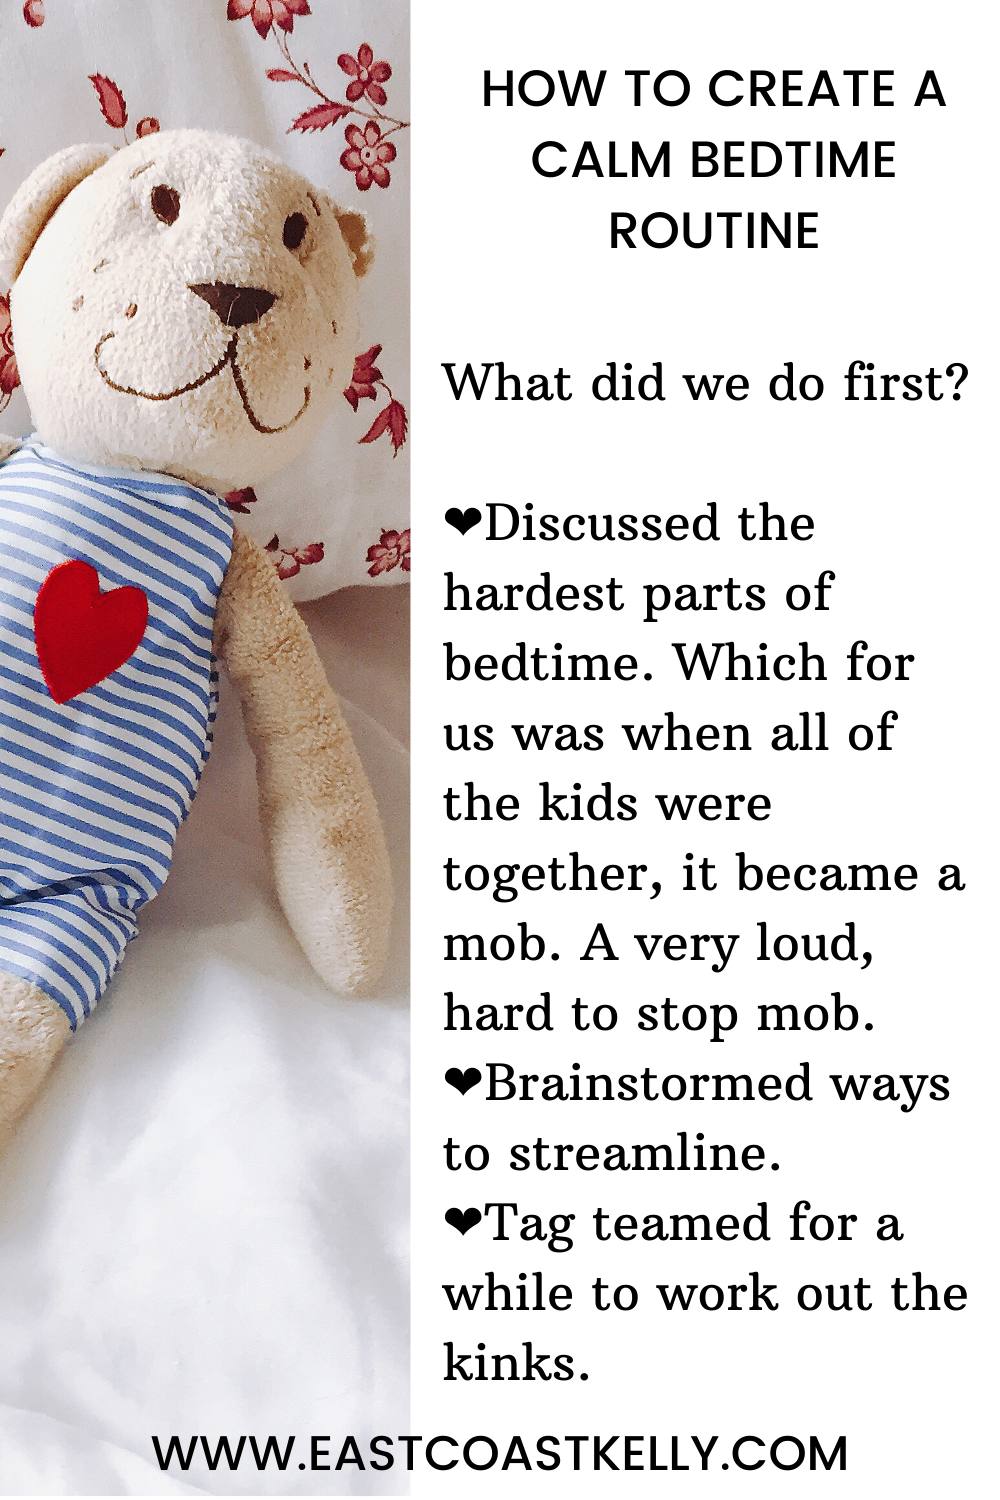 HOW TO CREATE A
CALM BEDTIME
ROUTINE
What did we do first?
❤Discussed the
hardest parts of
bedtime. Which for
us was when all of
the kids were
together, it became a
mob. A very loud,
hard to stop mob.
❤Brainstormed ways
to streamline.
❤Tag teamed for a
while to work out the
kinks.
WWW.EASTCOASTKELLY.COM